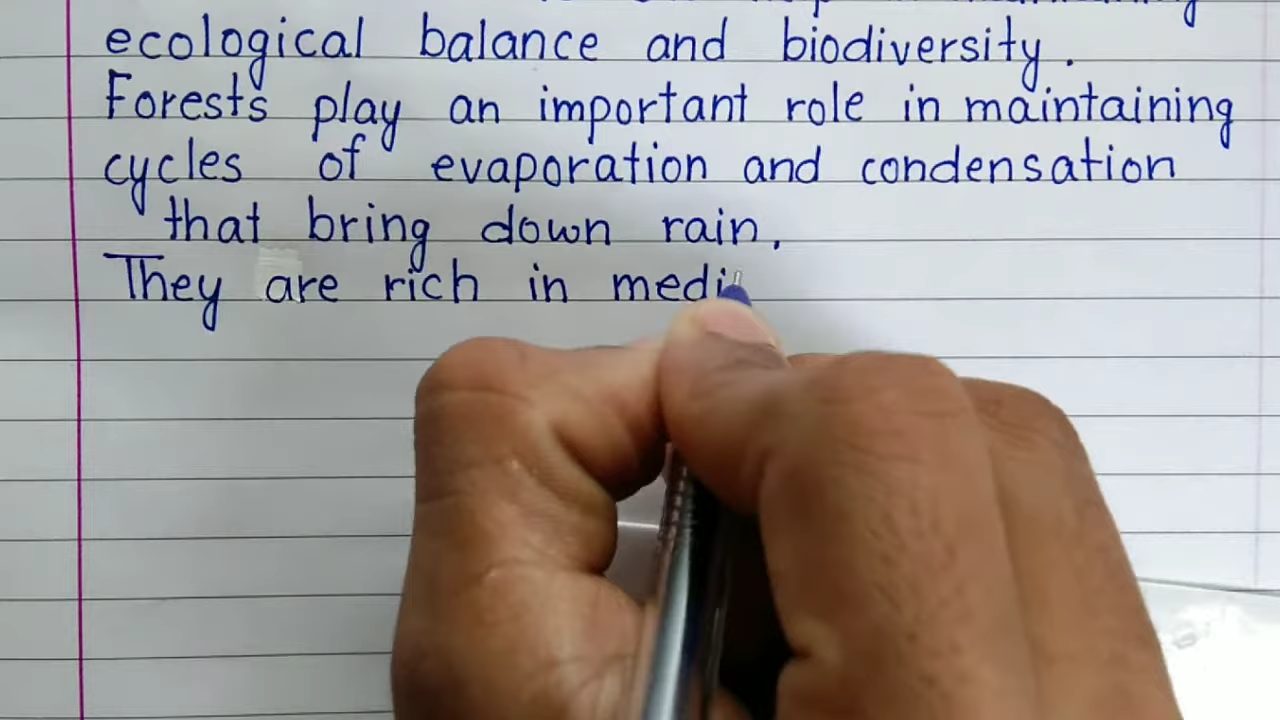 ecological balance and biodiversity.
Forests play an important role in maintaining
cycles of evaporation and condensation
that bring down rain.
They are rich in medi